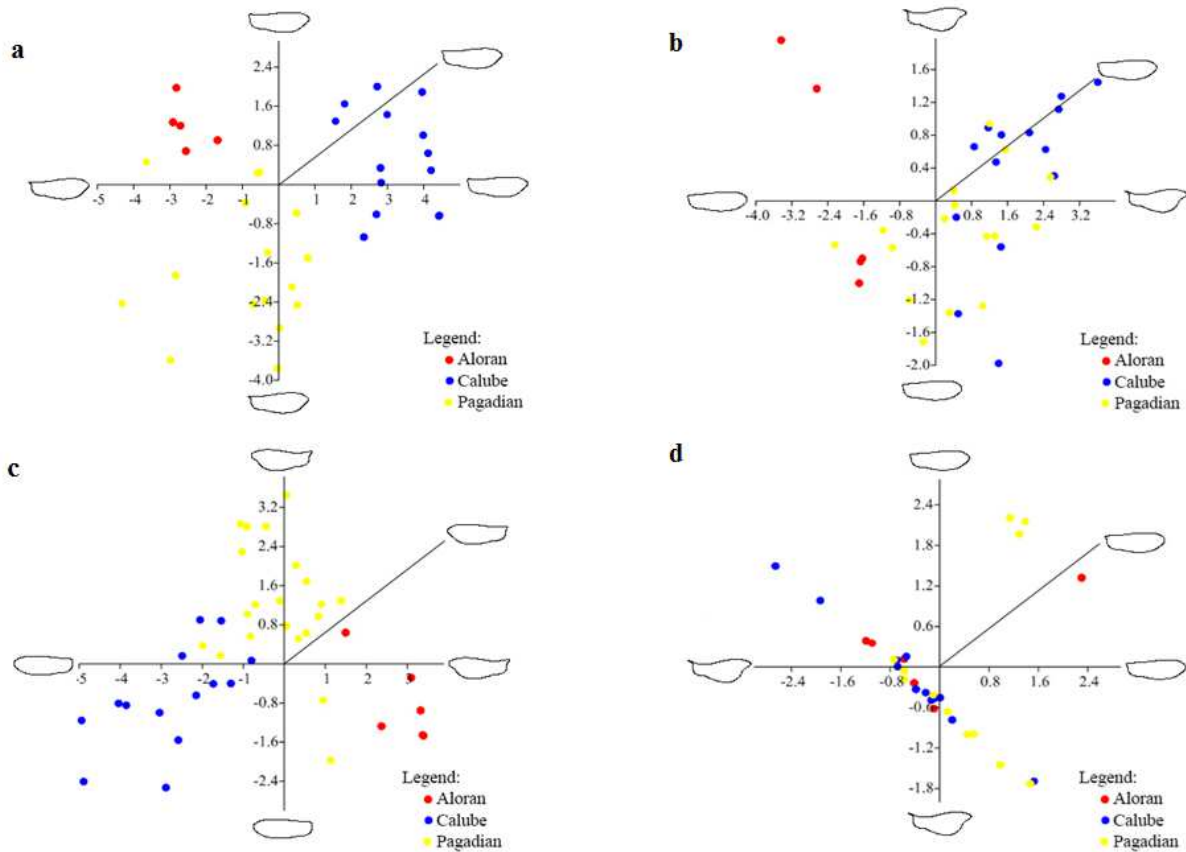 a
2.4
1.6
0.8
-5 -4 -3 -2 -1 1 2 3 4
-0.8
-1.6
-2.4
-3.2
-4.0
Legend:
Aloran
Calube
Pagadian
b
1.6
1.2
0.8
0.4
-4.0 -3.2 -2.4 -1.6 -0.8 0.8 1.6 2.4 3.2
-0.4
-0.8
-1.2
-1.6
-2.0
Legend:
Aloran
Calube
Pagadian
c
3.2
2.4
1.6
0.8
-5 -4 -3 -2 -1 1 2 3
-0.8
-1.6
-2.4
Legend:
Aloran
Calube
Pagadian
d
2.4
1.8
1.2
0.6
-2.4 -1.6 -0.8 0.8 1.6 2.4
-0.6
-1.2
-1.8
Legend:
Aloran
Calube
Pagadian